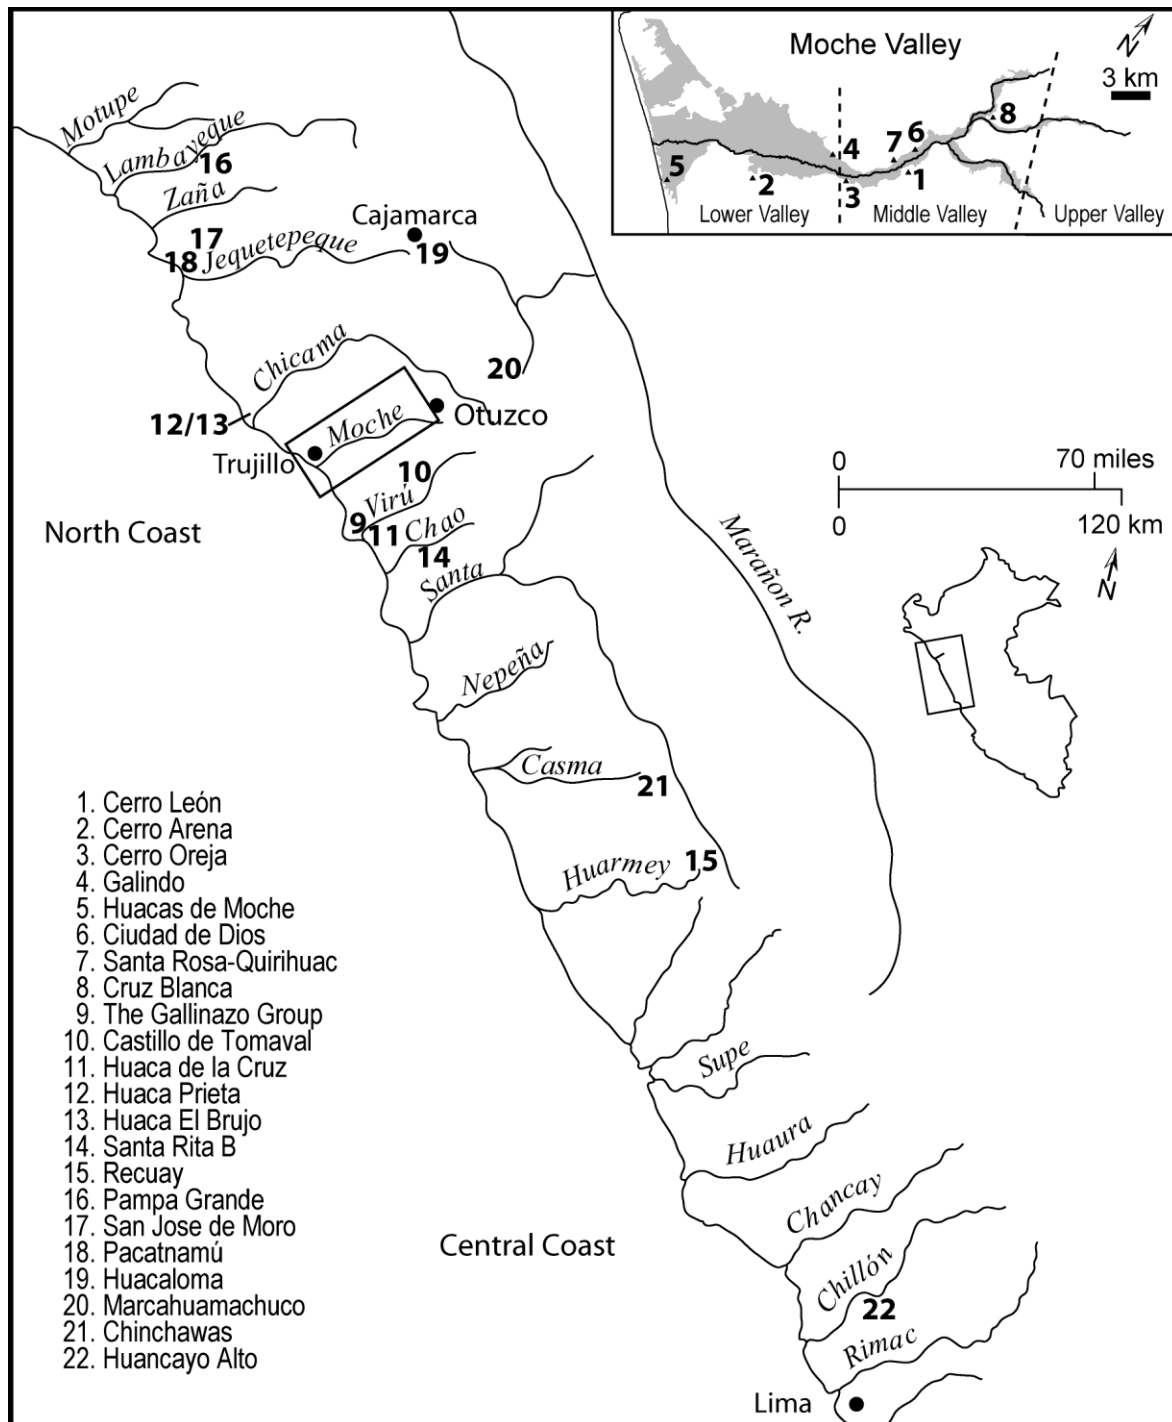 Moche Valley
N
3 km
8
6
7
4
1
5
2
3
Lower Valley
Middle Valley
Upper Valley
Motupe
Lambayeque
16
Zaña
17
18
Jequetepeque
Cajamarca
19
20
Chicama
12/13
Moche
Otuzco
Trujillo
10
Virú
9
11
Chao
14
Santa
North Coast
0
70 miles
0
120 km
N
Marañon R.
Nepeña
Casma
21
Huarmey
15
1. Cerro León
2. Cerro Arena
3. Cerro Oreja
4. Galindo
5. Huacas de Moche
6. Ciudad de Dios
7. Santa Rosa-Quirihuac
8. Cruz Blanca
9. The Gallinazo Group
10. Castillo de Tomaval
11. Huaca de la Cruz
12. Huaca Prieta
13. Huaca El Brujo
14. Santa Rita B
15. Recuay
16. Pampa Grande
17. San Jose de Moro
18. Pacatnamú
19. Huacaloma
20. Marcahuamachuco
21. Chinchawas
22. Huancayo Alto
Supe
Huaura
Chancay
Central Coast
Chillón
22
Rimac
Lima